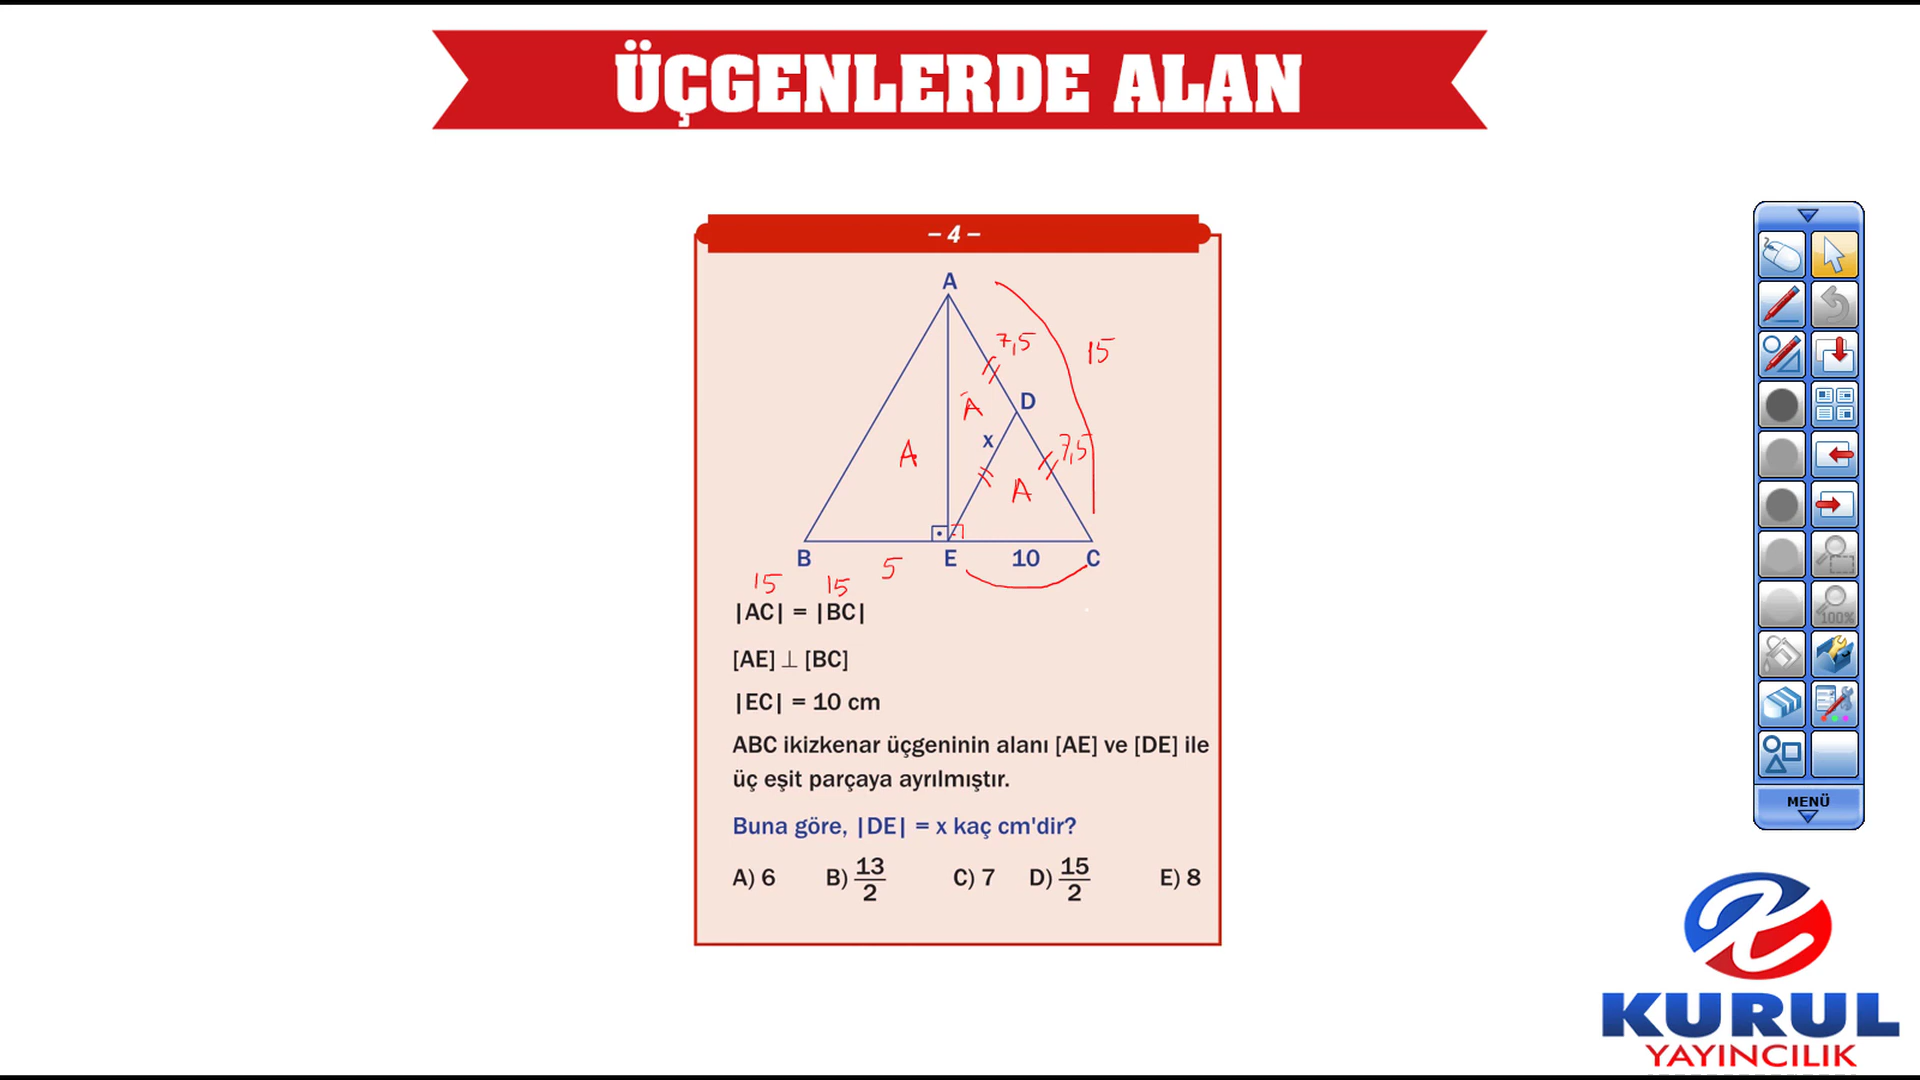 ÜÇGENLERDE ALAN
– 4 –
A
7,5
15
A
D
x
7,5
A
A
B
E
10
C
5
15
15
|AC| = |BC|
[AE] ⊥ [BC]
|EC| = 10 cm
ABC ikizkenar üçgeninin alanı [AE] ve [DE] ile
üç eşit parçaya ayrılmıştır.
Buna göre, |DE| = x kaç cm'dir?
A) 6 B) 13/2 C) 7 D) 15/2 E) 8
100%
MENÜ
KURUL
YAYINCILIK